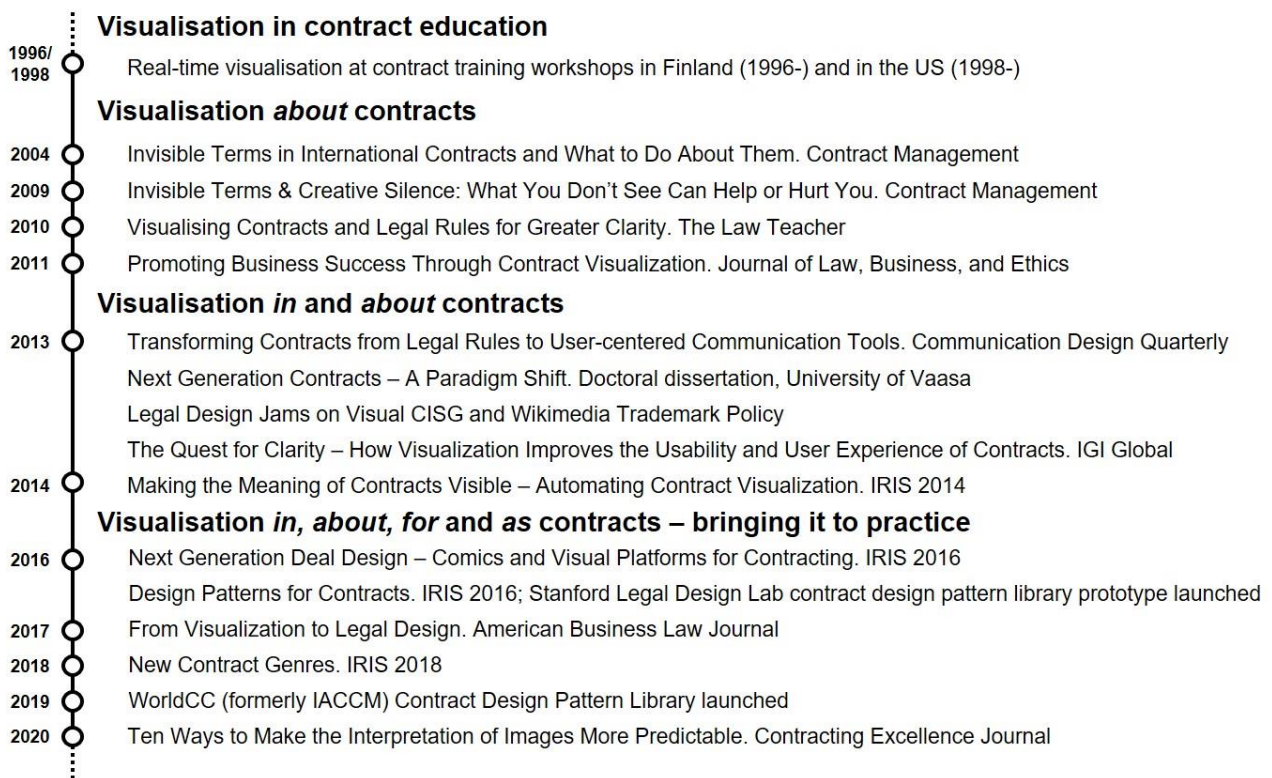 Visualisation in contract education
1996/
1998
Real-time visualisation at contract training workshops in Finland (1996-) and in the US (1998-)
Visualisation about contracts
2004 Invisible Terms in International Contracts and What to Do About Them. Contract Management
2009 Invisible Terms & Creative Silence: What You Don’t See Can Help or Hurt You. Contract Management
2010 Visualising Contracts and Legal Rules for Greater Clarity. The Law Teacher
2011 Promoting Business Success Through Contract Visualization. Journal of Law, Business, and Ethics
Visualisation in and about contracts
2013 Transforming Contracts from Legal Rules to User-centered Communication Tools. Communication Design Quarterly
Next Generation Contracts – A Paradigm Shift. Doctoral dissertation, University of Vaasa
Legal Design Jams on Visual CISG and Wikimedia Trademark Policy
The Quest for Clarity – How Visualization Improves the Usability and User Experience of Contracts. IGI Global
2014 Making the Meaning of Contracts Visible – Automating Contract Visualization. IRIS 2014
Visualisation in, about, for and as contracts – bringing it to practice
2016 Next Generation Deal Design – Comics and Visual Platforms for Contracting. IRIS 2016
Design Patterns for Contracts. IRIS 2016; Stanford Legal Design Lab contract design pattern library prototype launched
2017 From Visualization to Legal Design. American Business Law Journal
2018 New Contract Genres. IRIS 2018
2019 WorldCC (formerly IACCM) Contract Design Pattern Library launched
2020 Ten Ways to Make the Interpretation of Images More Predictable. Contracting Excellence Journal